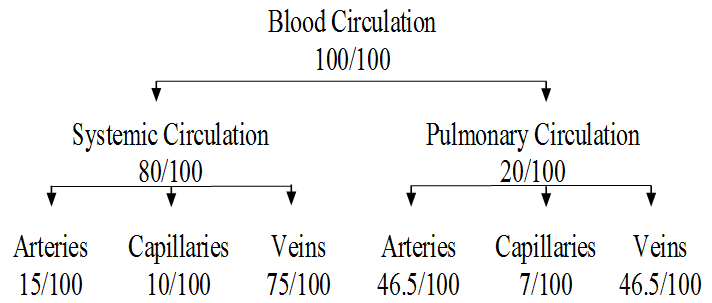 Blood Circulation
100/100
Systemic Circulation
80/100
Pulmonary Circulation
20/100
Arteries
15/100
Capillaries
10/100
Veins
75/100
Arteries
46.5/100
Capillaries
7/100
Veins
46.5/100